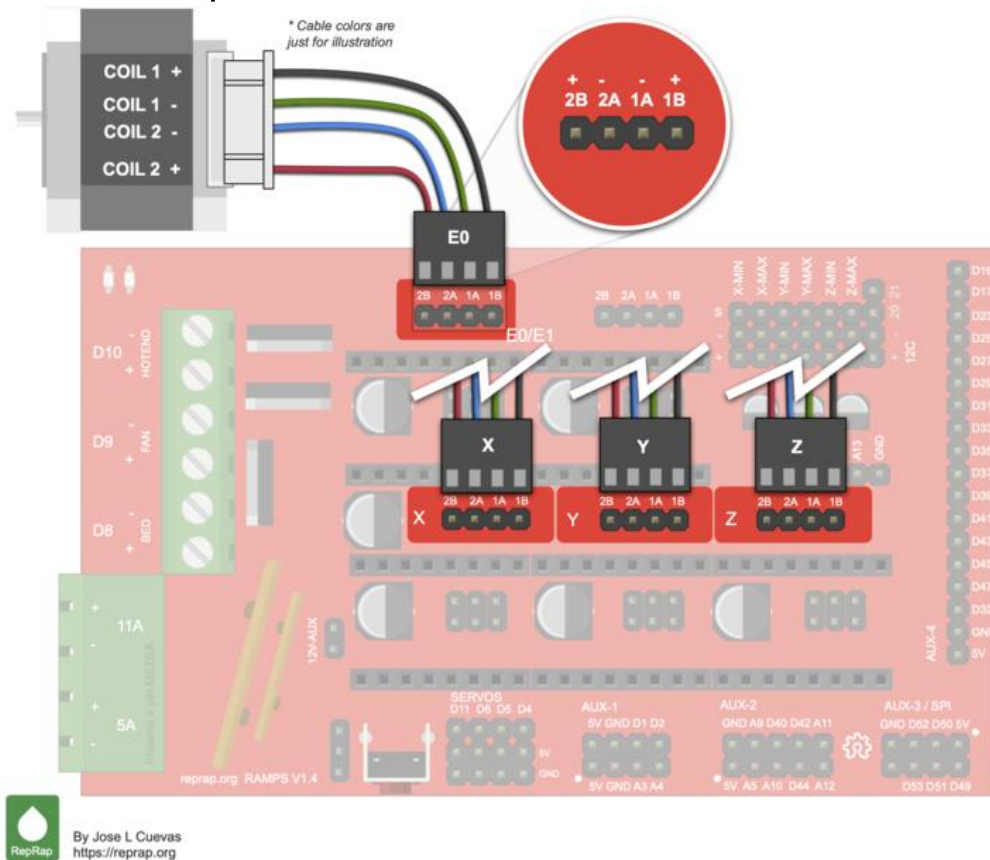 * Cable colors are
just for illustration
COIL 1 +
COIL 1 -
COIL 2 -
COIL 2 +
+ - - +
2B 2A 1A 1B
E0
2B 2A 1A 1B
2B 2A 1A 1B
E0/E1
X-MIN
X-MAX
Y-MIN
Y-MAX
Z-MIN
Z-MAX
S
-
+
21
20
-
+
12C
D10
-
+
HOTEND
D9
-
+
FAN
D8
-
+
BED
X
Y
Z
2B 2A 1A 1B
2B 2A 1A 1B
2B 2A 1A 1B
X
Y
Z
A13
GND
D16
D17
D23
D25
D27
D29
D31
D33
D35
D37
D39
D41
D43
D45
D47
D32
GND
5V
AUX-4
+
11A
-
+
5A
-
12V-AUX
SERVOS
D11 D6 D5 D4
5V
GND
AUX-1
5V GND D1 D2
5V GND A3 A4
AUX-2
GND A9 D40 D42 A11
5V A5 A10 D44 A12
AUX-3 / SPI
GND D52 D50 5V
D53 D51 D49
reprap.org RAMPS V1.4
RepRap
By Jose L Cuevas
https://reprap.org